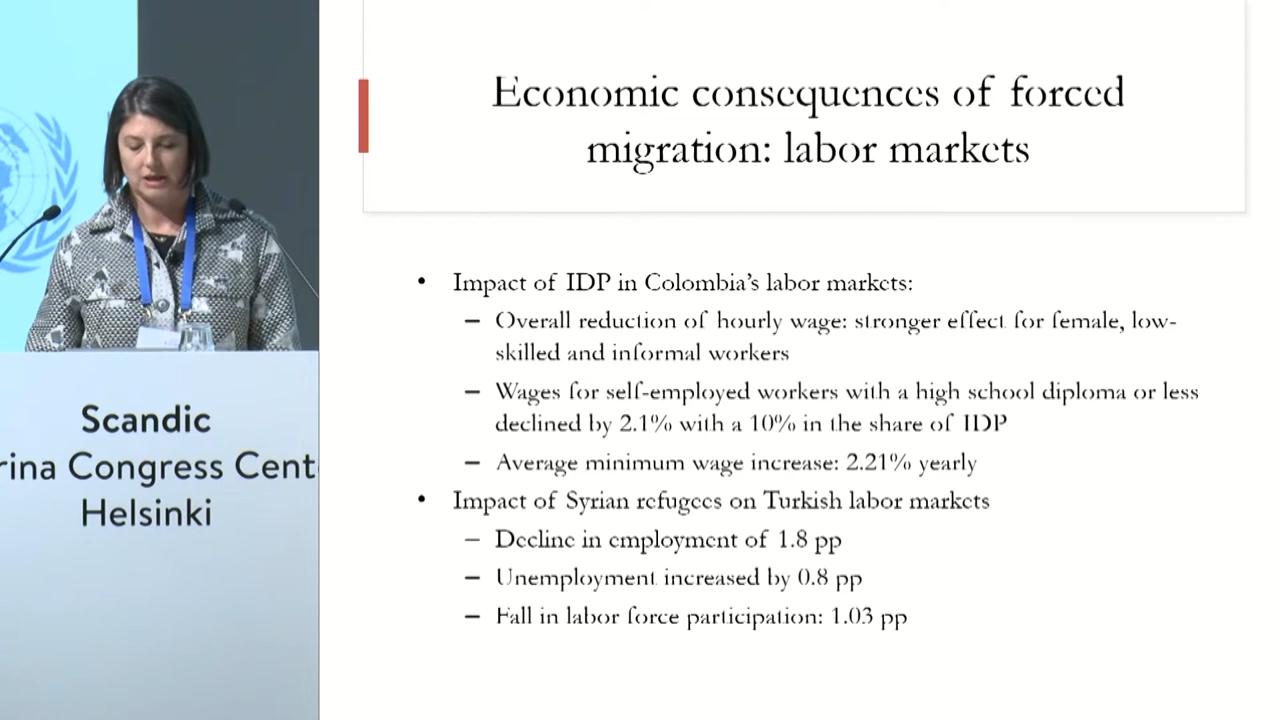 Economic consequences of forced
migration: labor markets
• Impact of IDP in Colombia's labor markets:
– Overall reduction of hourly wage: stronger effect for female, low-
skilled and informal workers
– Wages for self-employed workers with a high school diploma or less
declined by 2.1% with a 10% in the share of IDP
– Average minimum wage increase: 2.21% yearly
• Impact of Syrian refugees on Turkish labor markets
– Decline in employment of 1.8 pp
– Unemployment increased by 0.8 pp
– Fall in labor force participation: 1.03 pp
Scandic
rina Congress Cent
Helsinki